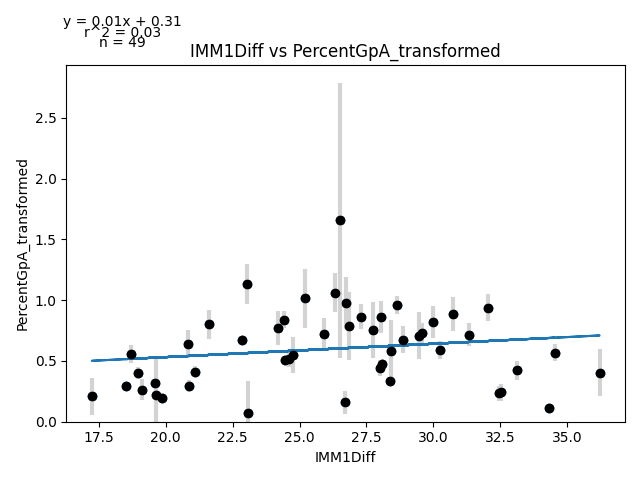 y = 0.01x + 0.31
r^2 = 0.03
n = 49
IMM1Diff vs PercentGpA_transformed
PercentGpA_transformed
2.5
2.0
1.5
1.0
0.5
0.0
17.5 20.0 22.5 25.0 27.5 30.0 32.5 35.0
IMM1Diff